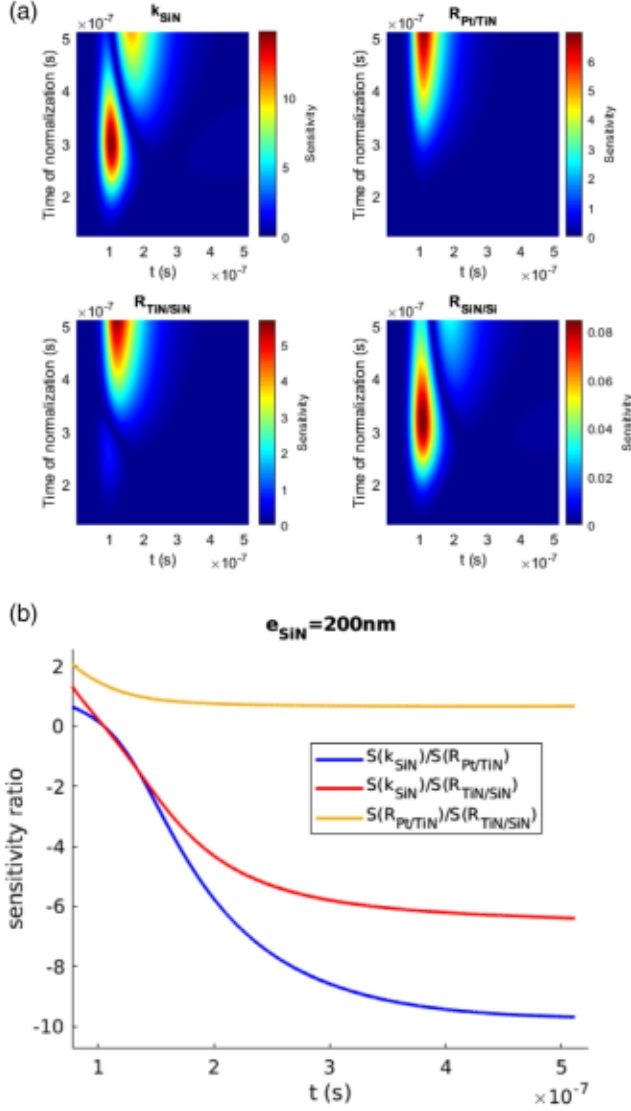 (a)
×10⁻⁷ k_SiN
5
4
3
2
Time of normalization (s)
1 2 3 4 5
t (s) ×10⁻⁷
10
5
0
Sensitivity
×10⁻⁷ R_Pt/TiN
5
4
3
2
Time of normalization (s)
1 2 3 4 5
t (s) ×10⁻⁷
6
5
4
3
2
1
0
Sensitivity
×10⁻⁷ R_TiN/SiN
5
4
3
2
Time of normalization (s)
1 2 3 4 5
t (s) ×10⁻⁷
5
4
3
2
1
0
Sensitivity
×10⁻⁷ R_SiN/Si
5
4
3
2
Time of normalization (s)
1 2 3 4 5
t (s) ×10⁻⁷
0.08
0.06
0.04
0.02
0
Sensitivity
(b)
e_SiN=200nm
2
0
-2
-4
-6
-8
-10
sensitivity ratio
S(k_SiN)/S(R_Pt/TiN)
S(k_SiN)/S(R_TiN/SiN)
S(R_Pt/TiN)/S(R_TiN/SiN)
1 2 3 4 5
t (s) ×10⁻⁷